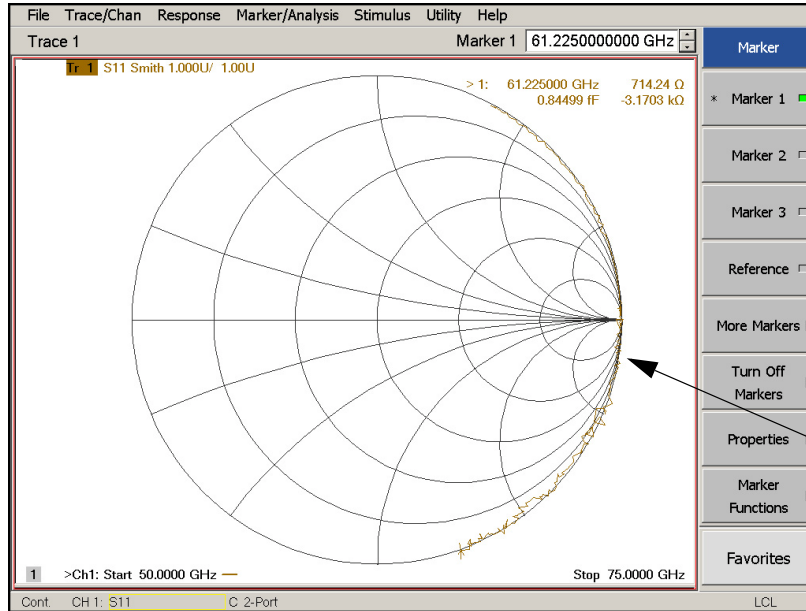 File Trace/Chan Response Marker/Analysis Stimulus Utility Help
Trace 1
Marker 1 61.2250000000 GHz
Tr 1 S11 Smith 1.000U/ 1.00U
> 1: 61.225000 GHz 714.24 Ω
0.84499 fF -3.1703 kΩ
1 >Ch1: Start 50.0000 GHz
Stop 75.0000 GHz
Cont. CH 1: S11 C 2-Port LCL
Marker
* Marker 1
Marker 2
Marker 3
Reference
More Markers
Turn Off
Markers
Properties
Marker
Functions
Favorites